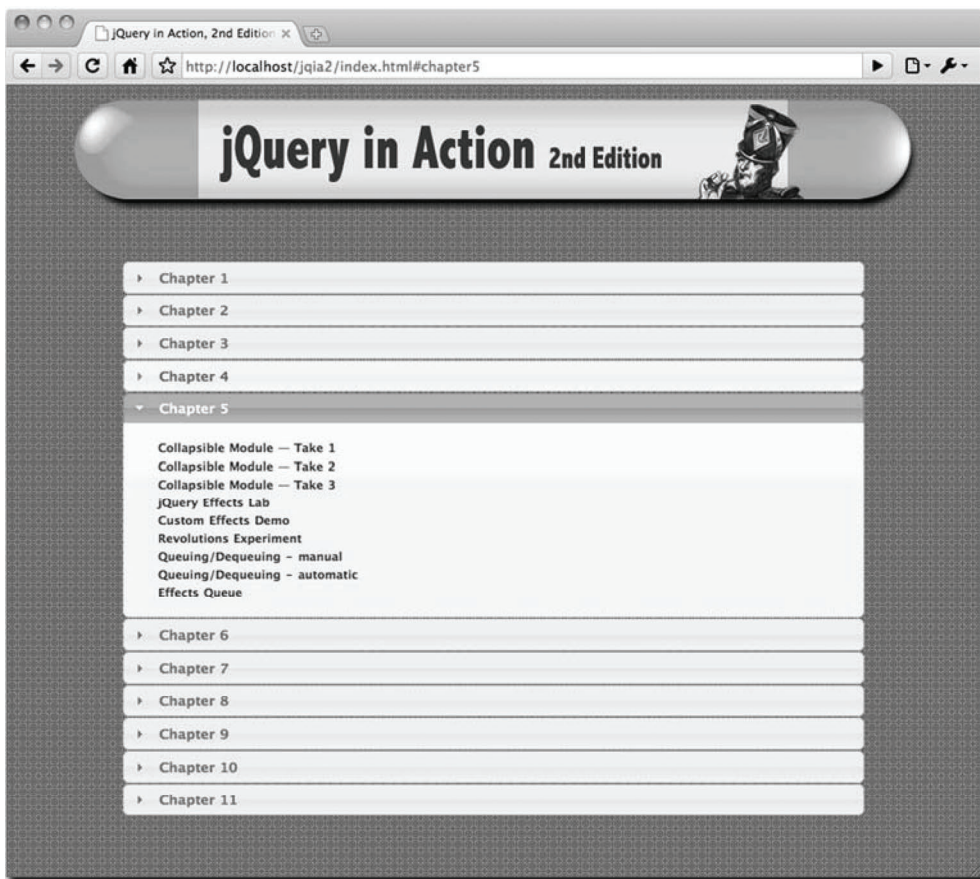 jQuery in Action, 2nd Edition
http://localhost/jqia2/index.html#chapter5
jQuery in Action 2nd Edition
Chapter 1
Chapter 2
Chapter 3
Chapter 4
Chapter 5
Collapsible Module — Take 1
Collapsible Module — Take 2
Collapsible Module — Take 3
jQuery Effects Lab
Custom Effects Demo
Revolutions Experiment
Queuing/Dequeuing – manual
Queuing/Dequeuing – automatic
Effects Queue
Chapter 6
Chapter 7
Chapter 8
Chapter 9
Chapter 10
Chapter 11